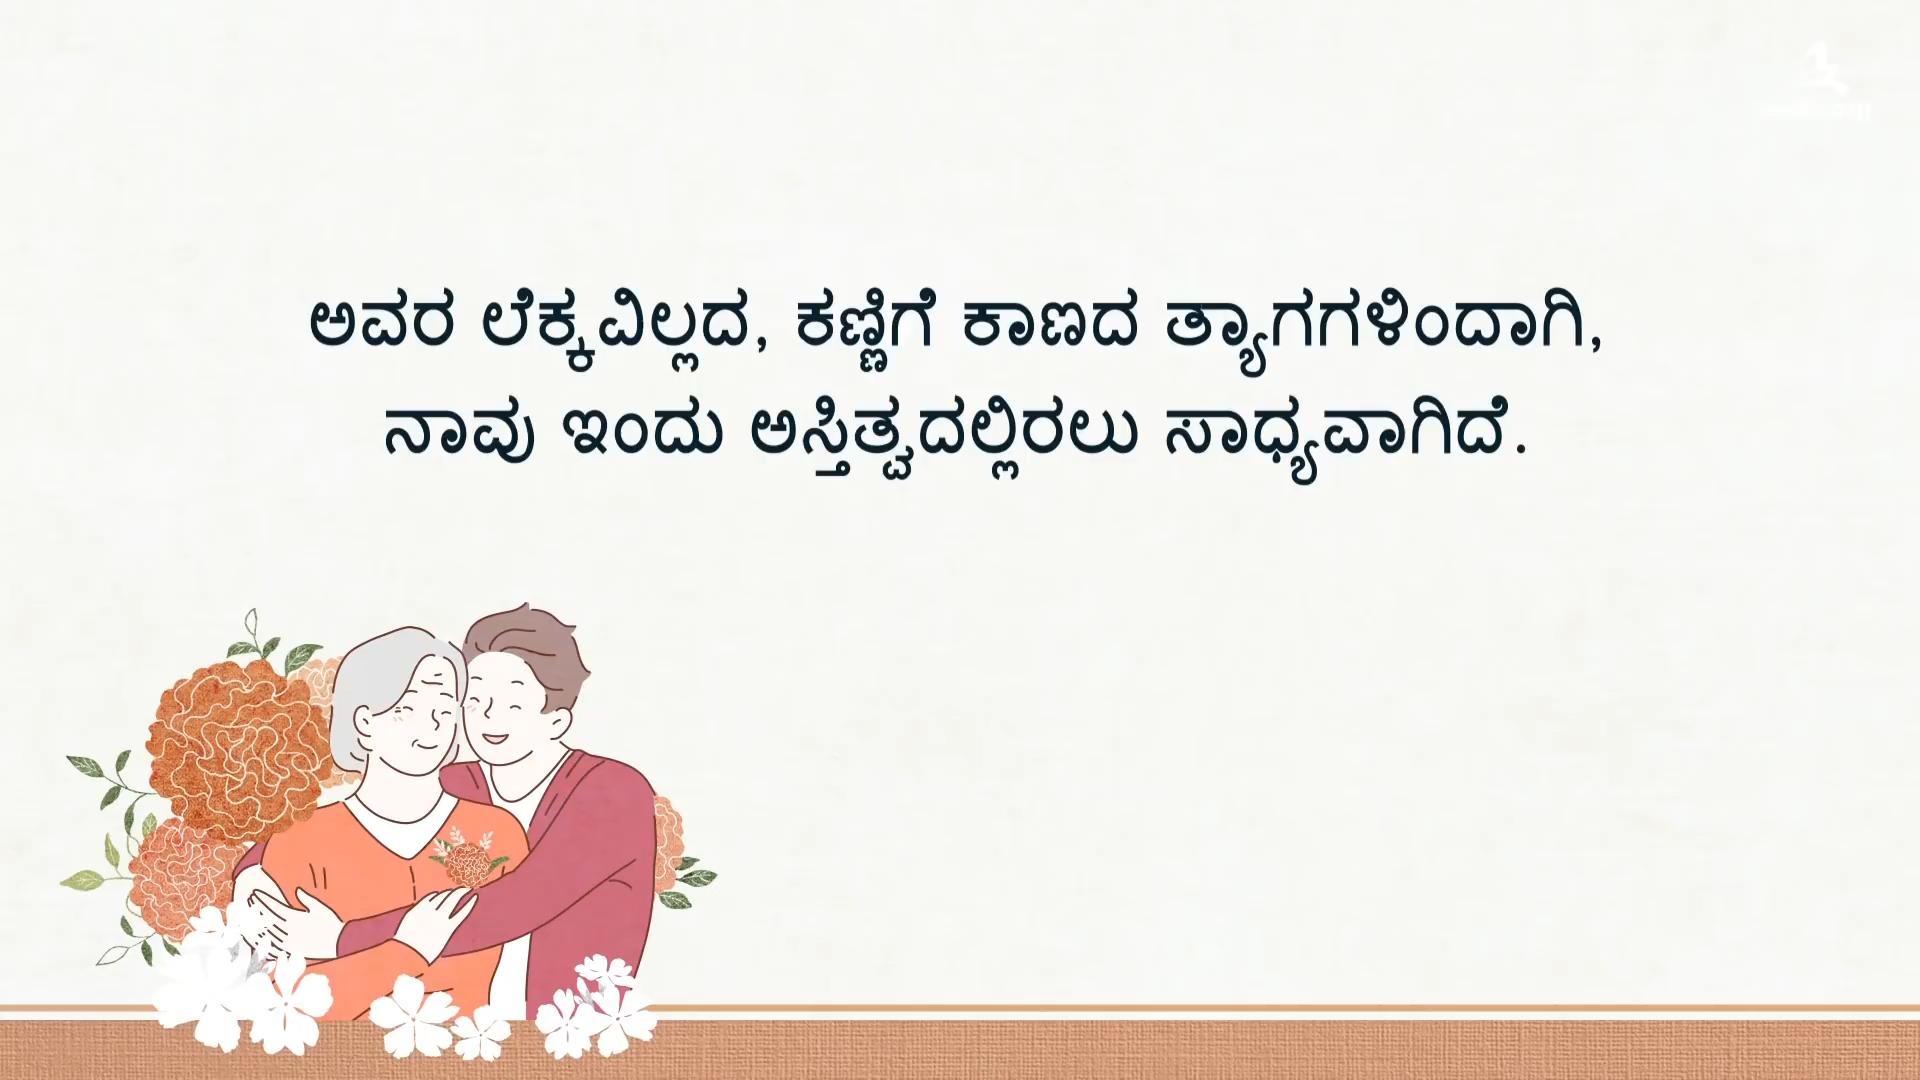 ಅವರ ಲೆಕ್ಕವಿಲ್ಲದ, ಕಣ್ಣಿಗೆ ಕಾಣದ ತ್ಯಾಗಗಳಿಂದಾಗಿ,
ನಾವು ಇಂದು ಅಸ್ತಿತ್ವದಲ್ಲಿರಲು ಸಾಧ್ಯವಾಗಿದೆ.